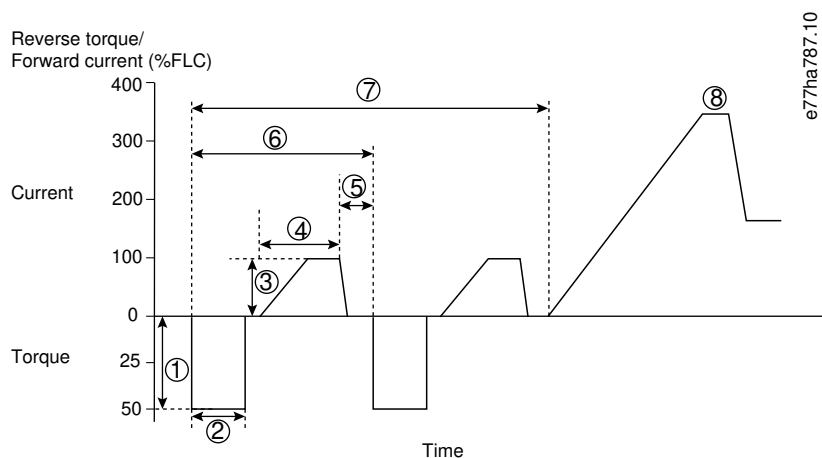 Reverse torque/
Forward current (%FLC)
e77ha787.10
400
⑦
⑧
300
⑥
Current
200
⑤
④
100
③
0
Torque
25
①
50
②
Time